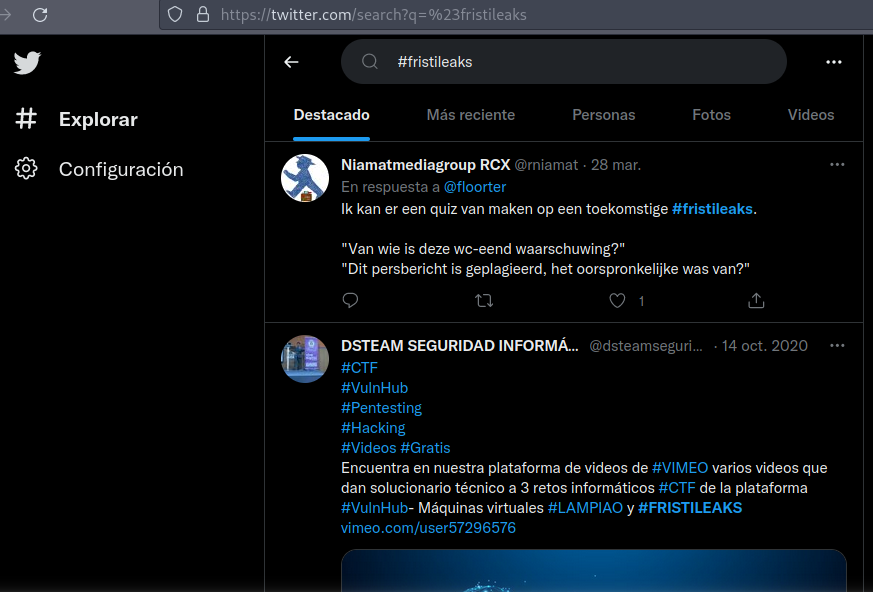 https://twitter.com/search?q=%23fristileaks
#fristileaks
Explorar
Configuración
Destacado Más reciente Personas Fotos Videos
Niamatmediagroup RCX @rniamat · 28 mar.
En respuesta a @floorter
Ik kan er een quiz van maken op een toekomstige #fristileaks.
"Van wie is deze wc-eend waarschuwing?"
"Dit persbericht is geplagieerd, het oorspronkelijke was van?"
1
DSTEAM SEGURIDAD INFORMÁ... @dsteamseguri... · 14 oct. 2020
#CTF
#VulnHub
#Pentesting
#Hacking
#Videos #Gratis
Encuentra en nuestra plataforma de videos de #VIMEO varios videos que
dan solucionario técnico a 3 retos informáticos #CTF de la plataforma
#VulnHub- Máquinas virtuales #LAMPIAO y #FRISTILEAKS
vimeo.com/user57296576